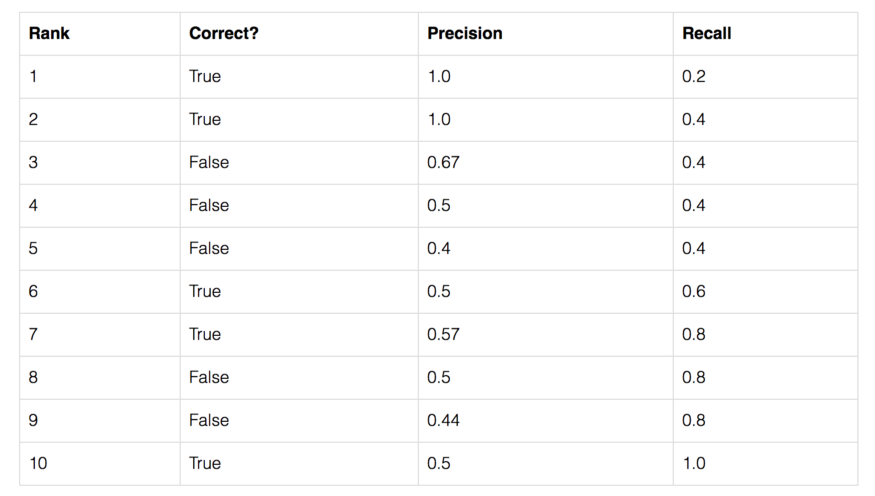 Rank Correct? Precision Recall
1 True 1.0 0.2
2 True 1.0 0.4
3 False 0.67 0.4
4 False 0.5 0.4
5 False 0.4 0.4
6 True 0.5 0.6
7 True 0.57 0.8
8 False 0.5 0.8
9 False 0.44 0.8
10 True 0.5 1.0